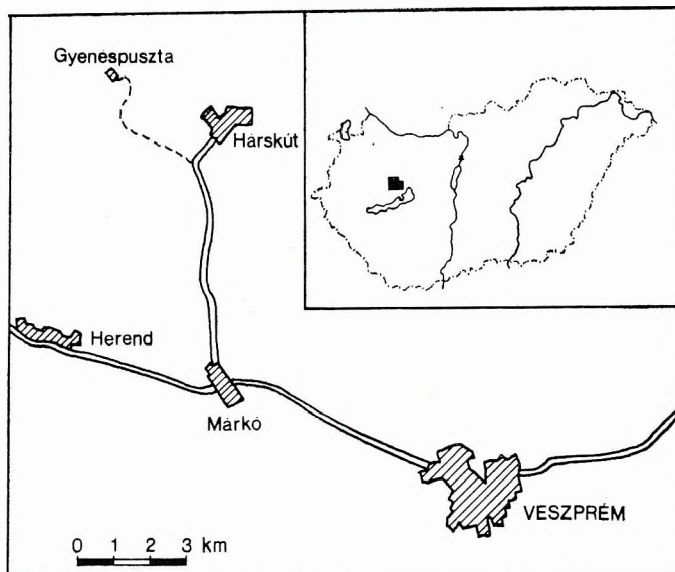 Gyenespuszta
Hárskút
Herend
Márkó
VESZPRÉM
0 1 2 3 km